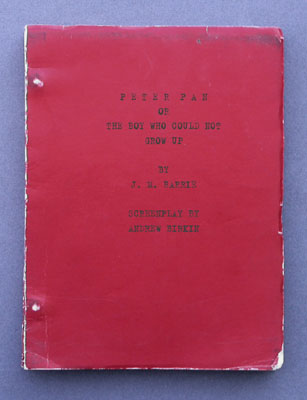 PETER PAN
OR
THE BOY WHO COULD NOT
GROW UP
BY
J. M. BARRIE
SCREENPLAY BY
ANDREW BIRKIN